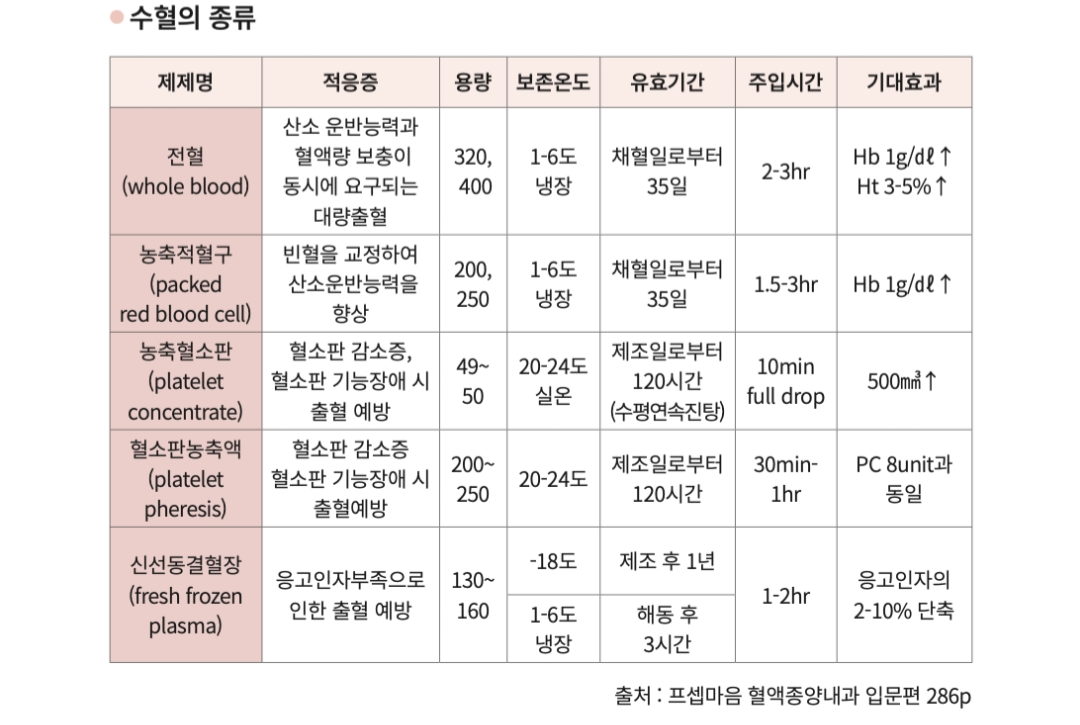 수혈의 종류
제제명 적응증 용량 보존온도 유효기간 주입시간 기대효과
전혈
(whole blood)
산소 운반능력과
혈액량 보충이
동시에 요구되는
대량출혈
320,
400
1-6도
냉장
채혈일로부터
35일
2-3hr
Hb 1g/dℓ↑
Ht 3-5%↑
농축적혈구
(packed
red blood cell)
빈혈을 교정하여
산소운반능력을
향상
200,
250
1-6도
냉장
채혈일로부터
35일
1.5-3hr
Hb 1g/dℓ↑
농축혈소판
(platelet
concentrate)
혈소판 감소증,
혈소판 기능장애 시
출혈 예방
49~
50
20-24도
실온
제조일로부터
120시간
(수평연속진탕)
10min
full drop
500㎣↑
혈소판농축액
(platelet
pheresis)
혈소판 감소증
혈소판 기능장애 시
출혈예방
200~
250
20-24도
제조일로부터
120시간
30min-
1hr
PC 8unit과
동일
신선동결혈장
(fresh frozen
plasma)
응고인자부족으로
인한 출혈 예방
130~
160
-18도
제조 후 1년
1-6도
냉장
해동 후
3시간
1-2hr
응고인자의
2-10% 단축
출처 : 프셉마음 혈액종양내과 입문편 286p